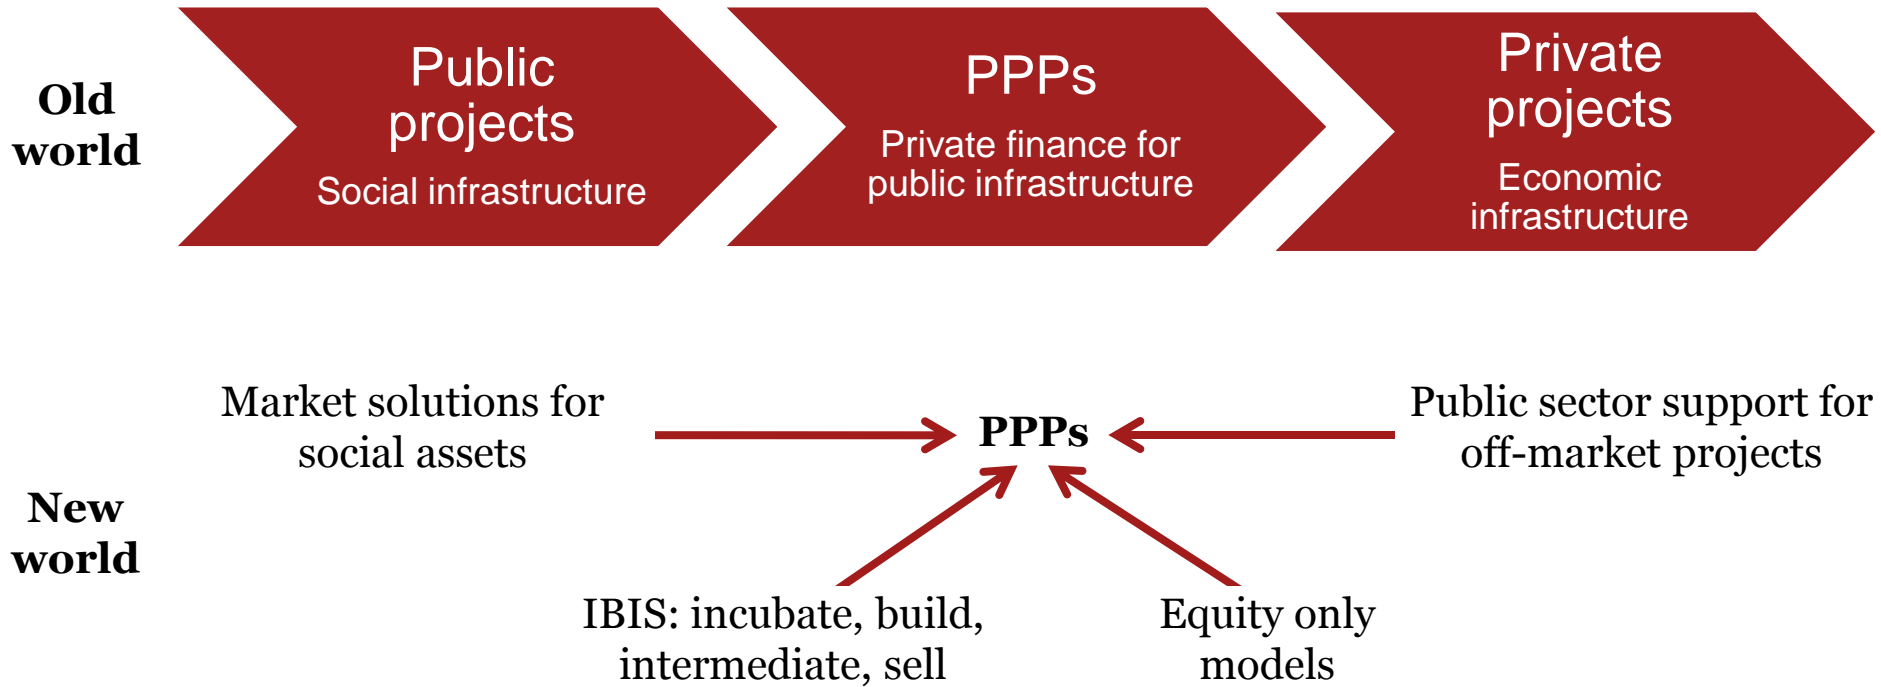 Old
world
Public
projects
Social infrastructure
PPPs
Private finance for
public infrastructure
Private
projects
Economic
infrastructure
New
world
Market solutions for
social assets
PPPs
Public sector support for
off-market projects
IBIS: incubate, build,
intermediate, sell
Equity only
models